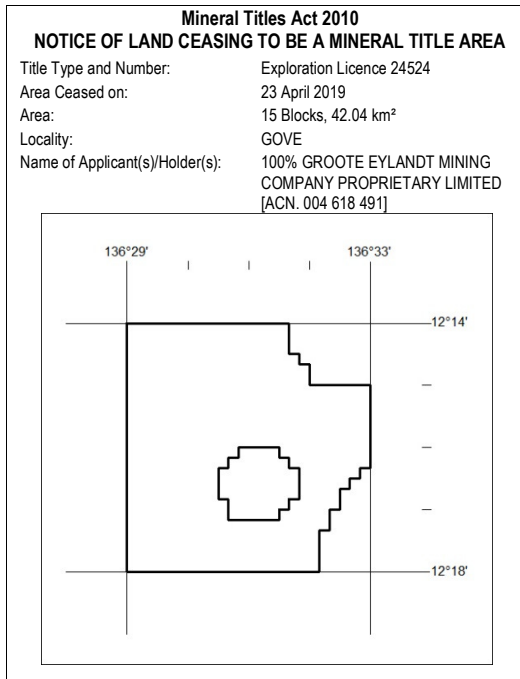 Mineral Titles Act 2010
NOTICE OF LAND CEASING TO BE A MINERAL TITLE AREA
Title Type and Number: Exploration Licence 24524
Area Ceased on: 23 April 2019
Area: 15 Blocks, 42.04 km²
Locality: GOVE
Name of Applicant(s)/Holder(s): 100% GROOTE EYLANDT MINING
COMPANY PROPRIETARY LIMITED
[ACN. 004 618 491]
136°29' 136°33'
12°14'
12°18'